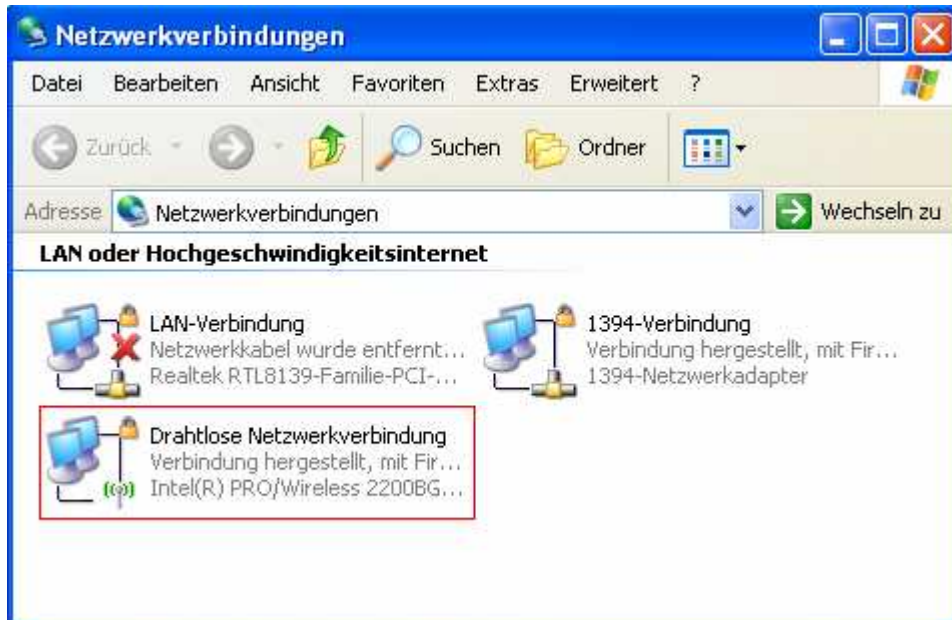 Netzwerkverbindungen
Datei Bearbeiten Ansicht Favoriten Extras Erweitert ?
Zurück Suchen Ordner
Adresse Netzwerkverbindungen Wechseln zu
LAN oder Hochgeschwindigkeitsinternet
LAN-Verbindung
Netzwerkkabel wurde entfernt...
Realtek RTL8139-Familie-PCI-...
1394-Verbindung
Verbindung hergestellt, mit Fir...
1394-Netzwerkadapter
Drahtlose Netzwerkverbindung
Verbindung hergestellt, mit Fir...
Intel(R) PRO/Wireless 2200BG...